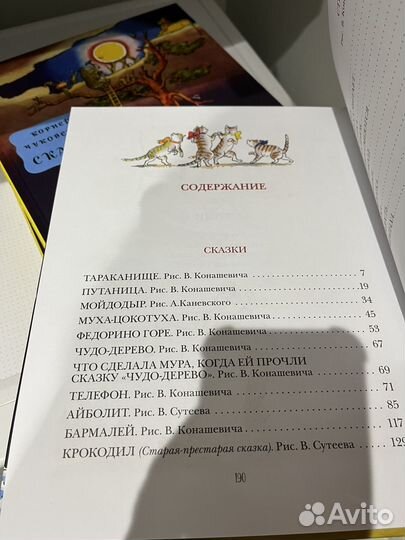 КОРНЕЙ
ЧУКОВС
СКА
СОДЕРЖАНИЕ
СКАЗКИ
ТАРАКАНИЩЕ. Рис. В. Конашевича 7
ПУТАНИЦА. Рис. В. Конашевича 19
МОЙДОДЫР. Рис. А.Каневского 34
МУХА-ЦОКОТУХА. Рис. В. Конашевича 45
ФЕДОРИНО ГОРЕ. Рис. В. Конашевича 53
ЧУДО-ДЕРЕВО. Рис. В. Конашевича 67
ЧТО СДЕЛАЛА МУРА, КОГДА ЕЙ ПРОЧЛИ
СКАЗКУ «ЧУДО-ДЕРЕВО». Рис. В. Конашевича 69
ТЕЛЕФОН. Рис. В. Конашевича 71
АЙБОЛИТ. Рис. В. Сутеева 85
БАРМАЛЕЙ. Рис. В. Конашевича 117
КРОКОДИЛ (Старая-престарая сказка). Рис. В. Сутеева 129
190
Avito